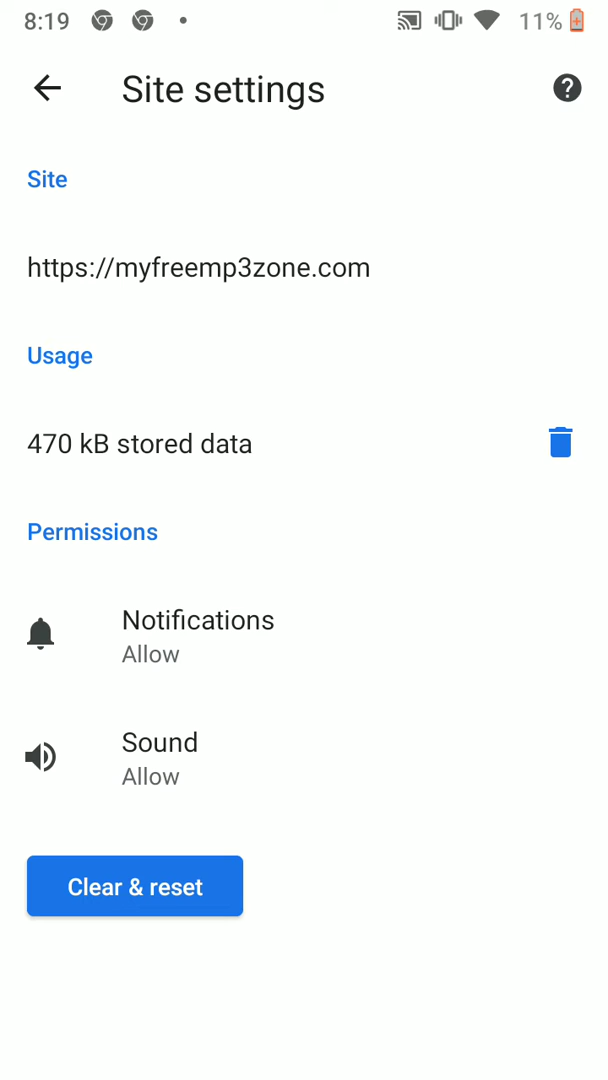 8:19
11%
Site settings
Site
https://myfreemp3zone.com
Usage
470 kB stored data
Permissions
Notifications
Allow
Sound
Allow
Clear & reset